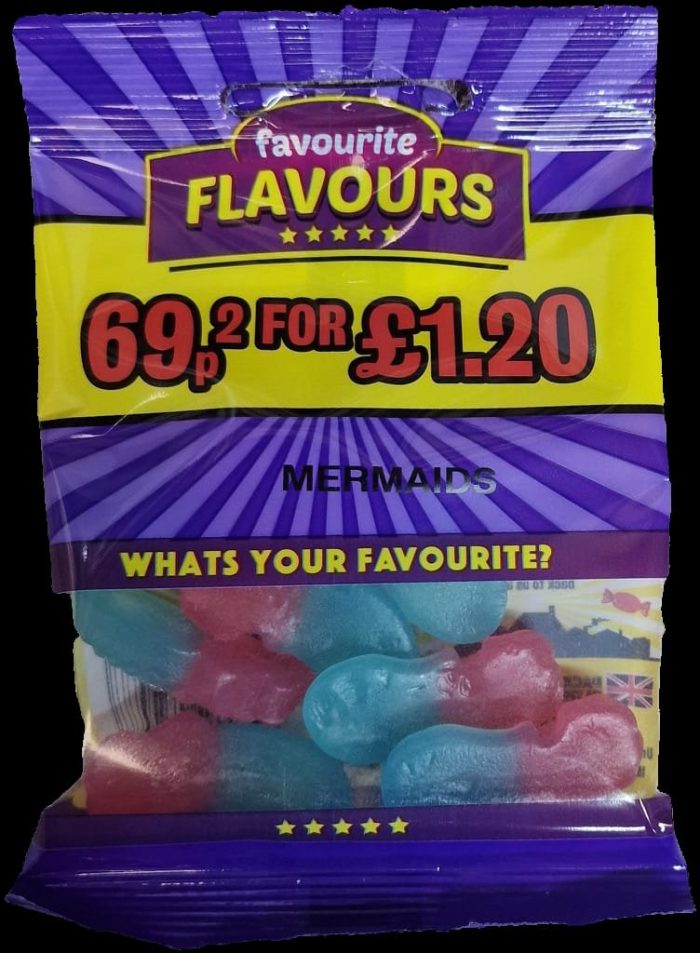 favourite
FLAVOURS
69p 2 FOR £1.20
MERMAIDS
WHATS YOUR FAVOURITE?